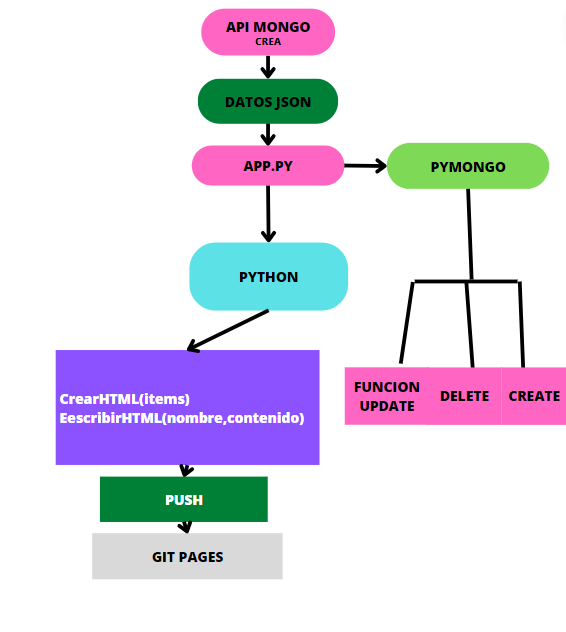 API MONGO
CREA
DATOS JSON
APP.PY
PYMONGO
PYTHON
CrearHTML(items)
EescribirHTML(nombre,contenido)
FUNCION
UPDATE
DELETE
CREATE
PUSH
GIT PAGES